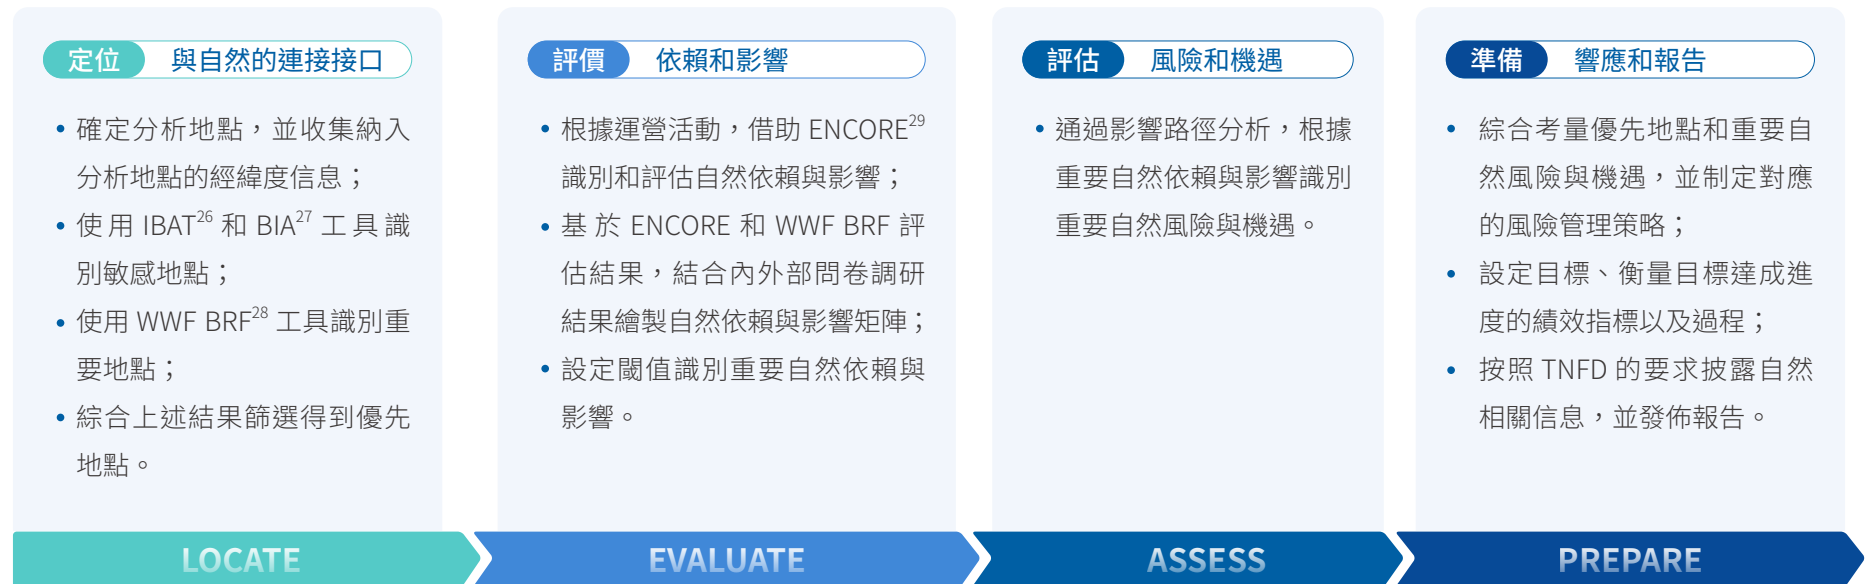 定位 與自然的連接接口
• 確定分析地點，並收集納入
分析地點的經緯度信息；
• 使用 IBAT26 和 BIA27 工具識
別敏感地點；
• 使用 WWF BRF28 工具識別重
要地點；
• 綜合上述結果篩選得到優先
地點。
LOCATE
評價 依賴和影響
• 根據運營活動，借助 ENCORE29
識別和評估自然依賴與影響；
• 基於 ENCORE 和 WWF BRF 評
估結果，結合內外部問卷調研
結果繪製自然依賴與影響矩陣；
• 設定閾值識別重要自然依賴與
影響。
EVALUATE
評估 風險和機遇
• 通過影響路徑分析，根據
重要自然依賴與影響識別
重要自然風險與機遇。
ASSESS
準備 響應和報告
• 綜合考量優先地點和重要自
然風險與機遇，並制定對應
的風險管理策略；
• 設定目標、衡量目標達成進
度的績效指標以及過程；
• 按照 TNFD 的要求披露自然
相關信息，並發佈報告。
PREPARE